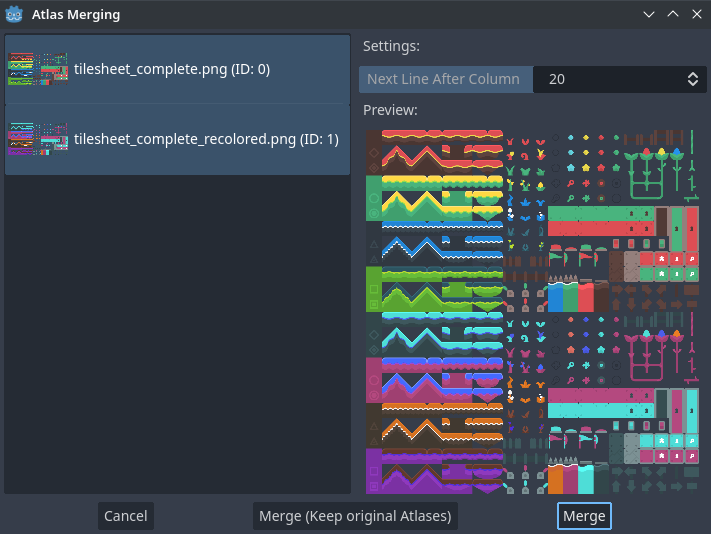 Atlas Merging
tilesheet_complete.png (ID: 0)
tilesheet_complete_recolored.png (ID: 1)
Settings:
Next Line After Column 20
Preview:
Cancel
Merge (Keep original Atlases)
Merge